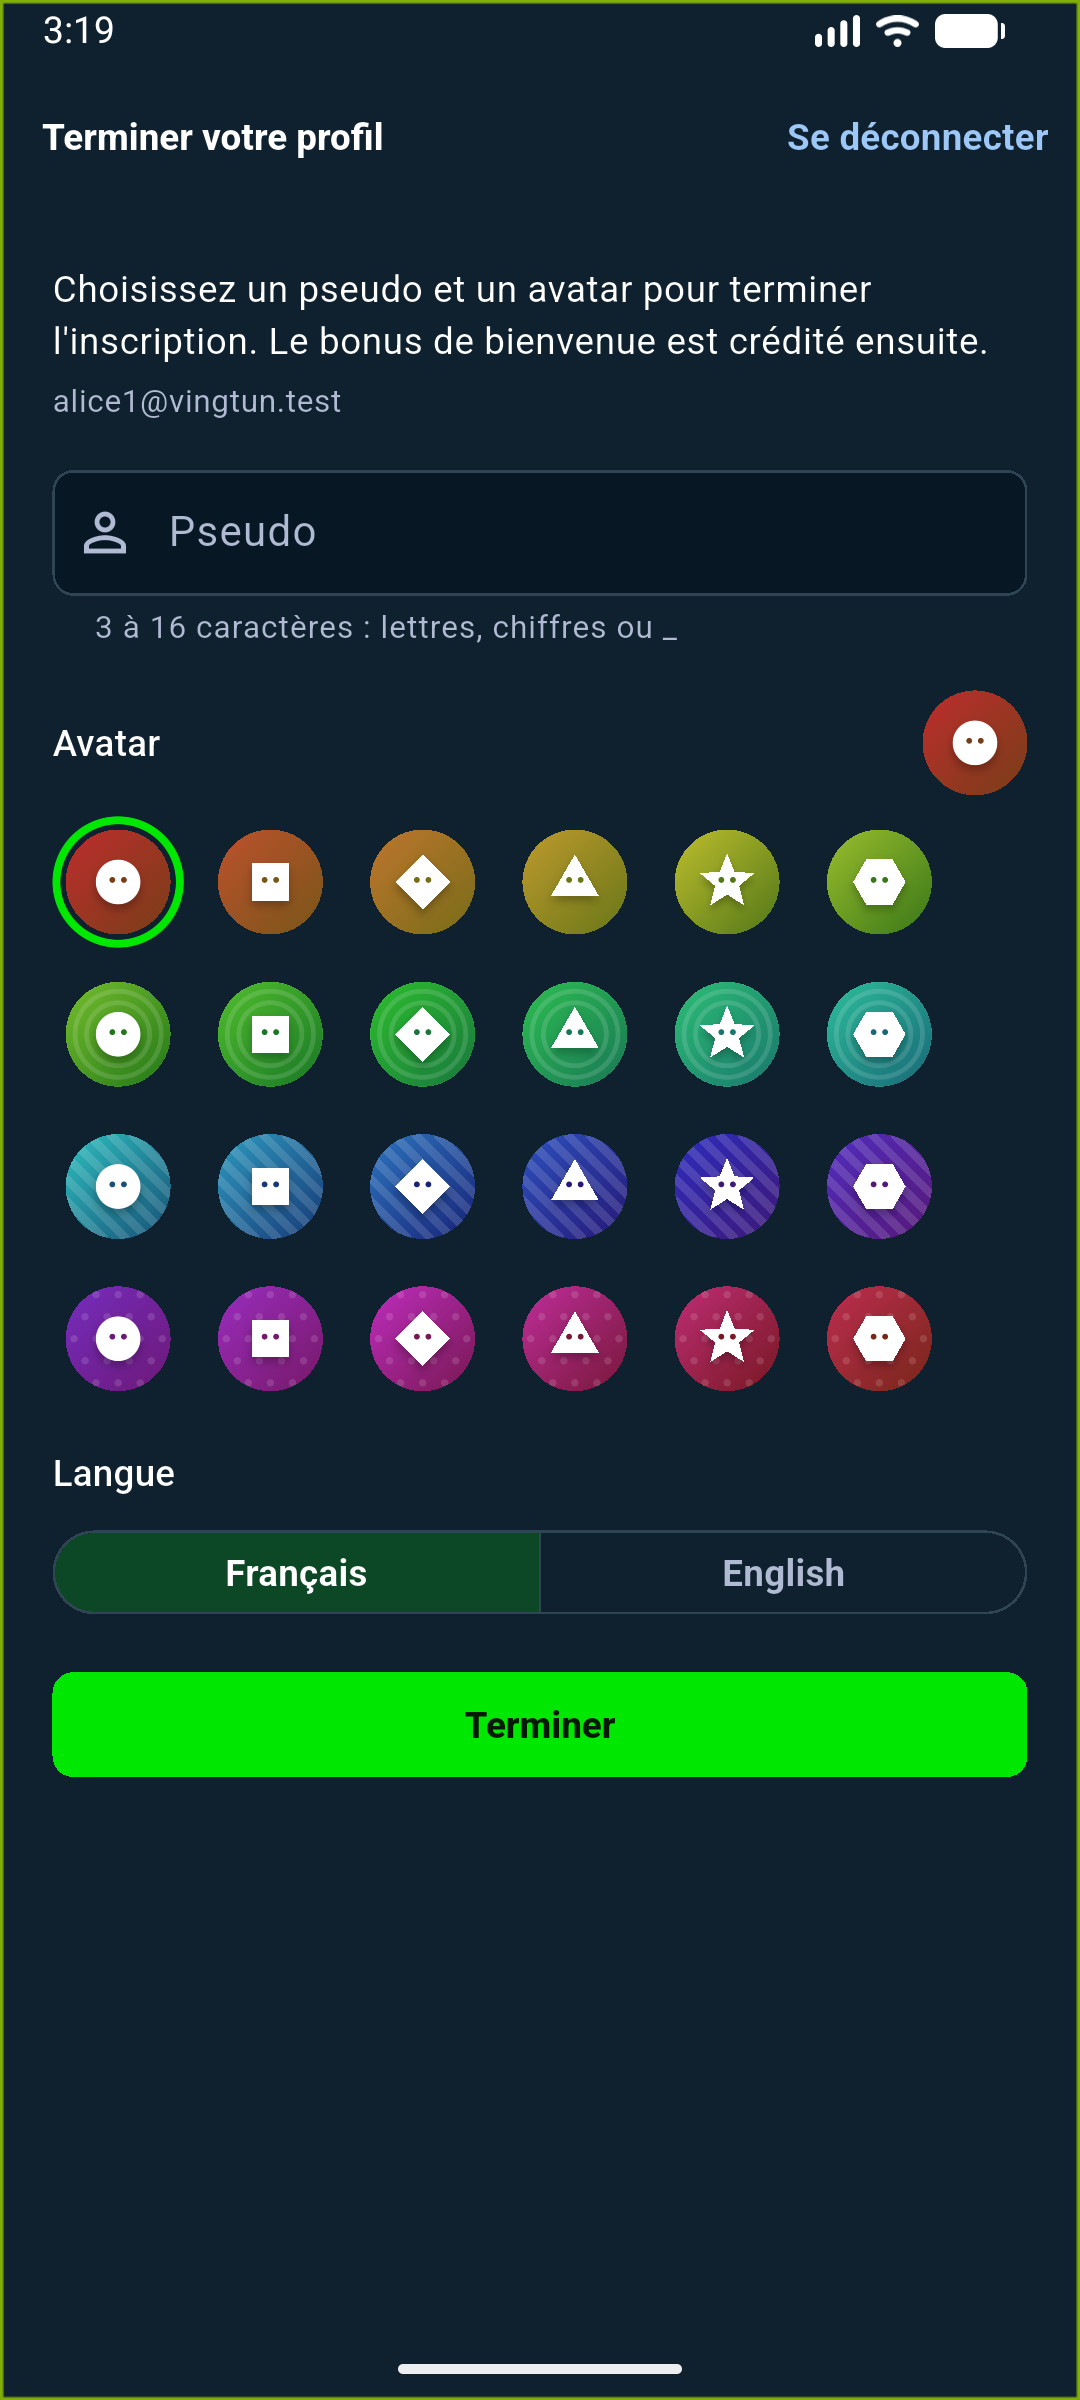 3:19
Terminer votre profil
Se déconnecter
Choisissez un pseudo et un avatar pour terminer
l'inscription. Le bonus de bienvenue est crédité ensuite.
alice1@vingtun.test
Pseudo
3 à 16 caractères : lettres, chiffres ou _
Avatar
Langue
Français
English
Terminer